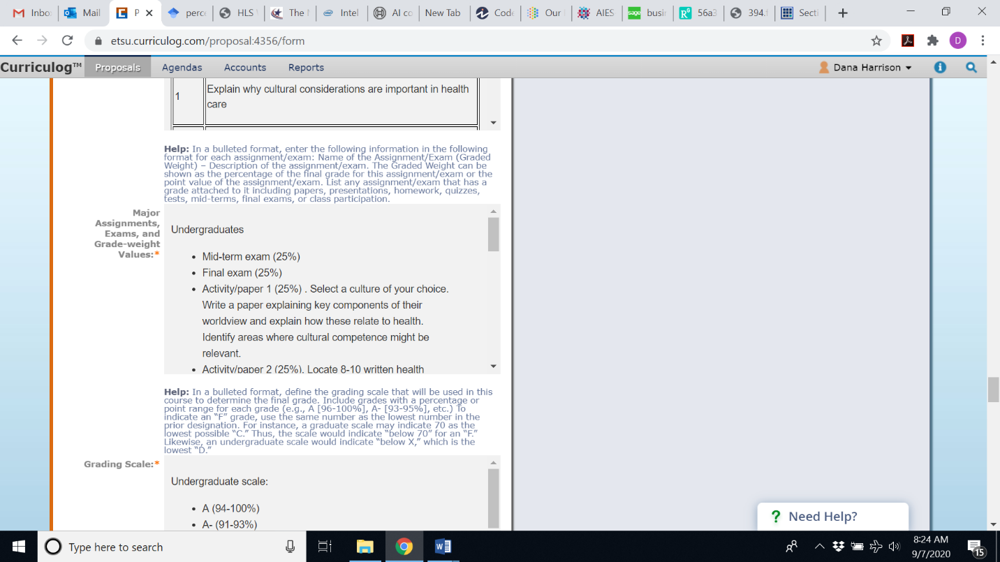 Inbo
Mail
P
perce
HLS
The
Intel
AI co
New Tab
Code
Our
AIES
sage
busi
R
56a3
394.f
Secti
etsu.curriculog.com/proposal:4356/form
D
Curriculog™
Proposals
Agendas
Accounts
Reports
Dana Harrison
1
Explain why cultural considerations are important in health
care
Help: In a bulleted format, enter the following information in the following
format for each assignment/exam: Name of the Assignment/Exam (Graded
Weight) – Description of the assignment/exam. The Graded Weight can be
shown as the percentage of the final grade for this assignment/exam or the
point value of the assignment/exam. List any assignment/exam that has a
grade attached to it including papers, presentations, homework, quizzes,
tests, mid-terms, final exams, or class participation.
Major
Assignments,
Exams, and
Grade-weight
Values:*
Undergraduates
• Mid-term exam (25%)
• Final exam (25%)
• Activity/paper 1 (25%) . Select a culture of your choice.
Write a paper explaining key components of their
worldview and explain how these relate to health.
Identify areas where cultural competence might be
relevant.
• Activity/paper 2 (25%). Locate 8-10 written health
Help: In a bulleted format, define the grading scale that will be used in this
course to determine the final grade. Include grades with a percentage or
point range for each grade (e.g., A [96-100%], A- [93-95%], etc.) To
indicate an “F” grade, use the same number as the lowest number in the
prior designation. For instance, a graduate scale may indicate 70 as the
lowest possible “C.” Thus, the scale would indicate “below 70” for an “F.”
Likewise, an undergraduate scale would indicate “below X,” which is the
lowest “D.”
Grading Scale:*
Undergraduate scale:
• A (94-100%)
• A- (91-93%)
? Need Help?
Type here to search
8:24 AM
9/7/2020
15